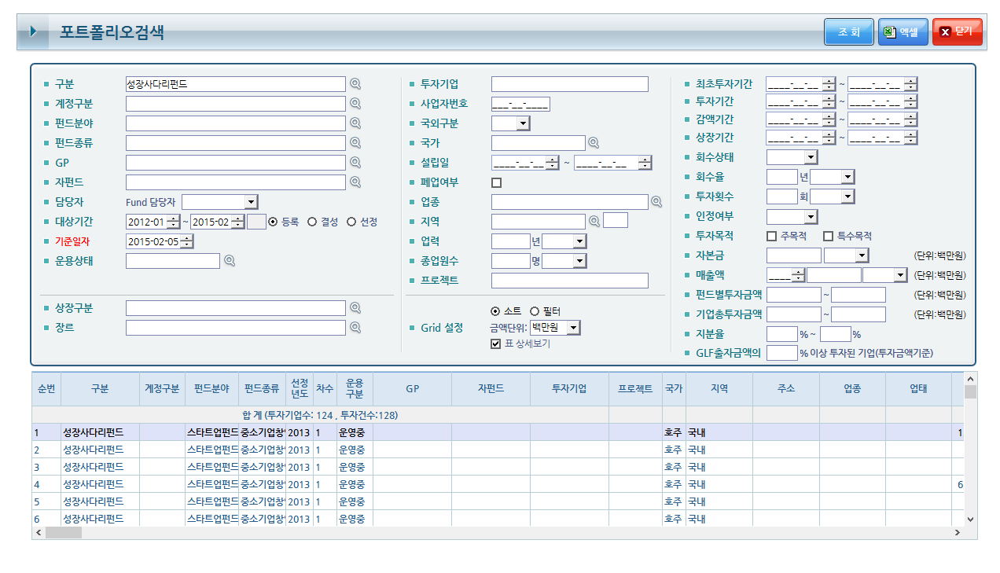 포트폴리오검색
조 회
엑셀
닫기
구분 성장사다리펀드
계정구분
펀드분야
펀드종류
GP
자펀드
담당자 Fund 담당자
대상기간 2012-01 ~ 2015-02 등록 결성 선정
기준일자 2015-02-05
운용상태
상장구분
장르
투자기업
사업자번호 ___-__-____
국외구분
국가
설립일 ____-__-__ ~ ____-__-__
폐업여부
업종
지역
업력 년
종업원수 명
프로젝트
소트 필터
Grid 설정 금액단위: 백만원
표 상세보기
최초투자기간 ____-__-__ ~ ____-__-__
투자기간 ____-__-__ ~ ____-__-__
감액기간 ____-__-__ ~ ____-__-__
상장기간 ____-__-__ ~ ____-__-__
회수상태
회수율 년
투자횟수 회
인정여부
투자목적 주목적 특수목적
자본금 (단위:백만원)
매출액 ____ (단위:백만원)
펀드별투자금액 ~ (단위:백만원)
기업총투자금액 ~ (단위:백만원)
지분율 % ~ %
GLF출자금액의 % 이상 투자된 기업(투자금액기준)
순번 구분 계정구분 펀드분야 펀드종류 선정년도 차수 운용구분 GP 자펀드 투자기업 프로젝트 국가 지역 주소 업종 업태
합 계 (투자기업수: 124 , 투자건수:128)
1 성장사다리펀드 스타트업펀드 중소기업창 2013 1 운영중 호주 국내 1
2 성장사다리펀드 스타트업펀드 중소기업창 2013 1 운영중 호주 국내
3 성장사다리펀드 스타트업펀드 중소기업창 2013 1 운영중 호주 국내
4 성장사다리펀드 스타트업펀드 중소기업창 2013 1 운영중 호주 국내 6
5 성장사다리펀드 스타트업펀드 중소기업창 2013 1 운영중 호주 국내
6 성장사다리펀드 스타트업펀드 중소기업창 2013 1 운영중 호주 국내